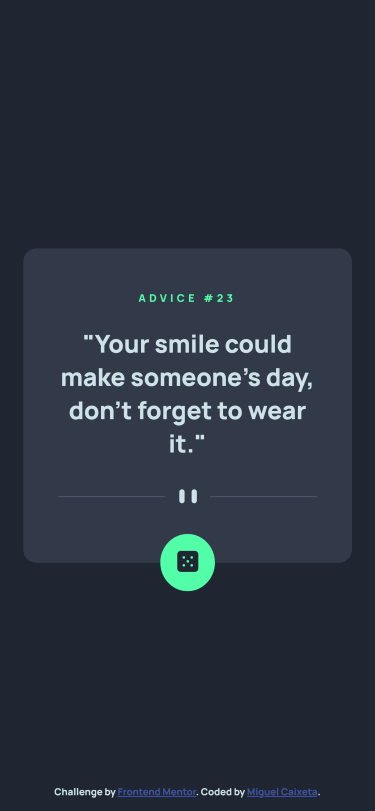 ADVICE #23
"Your smile could
make someone's day,
don't forget to wear
it."
Challenge by Frontend Mentor. Coded by Miguel Caixeta.